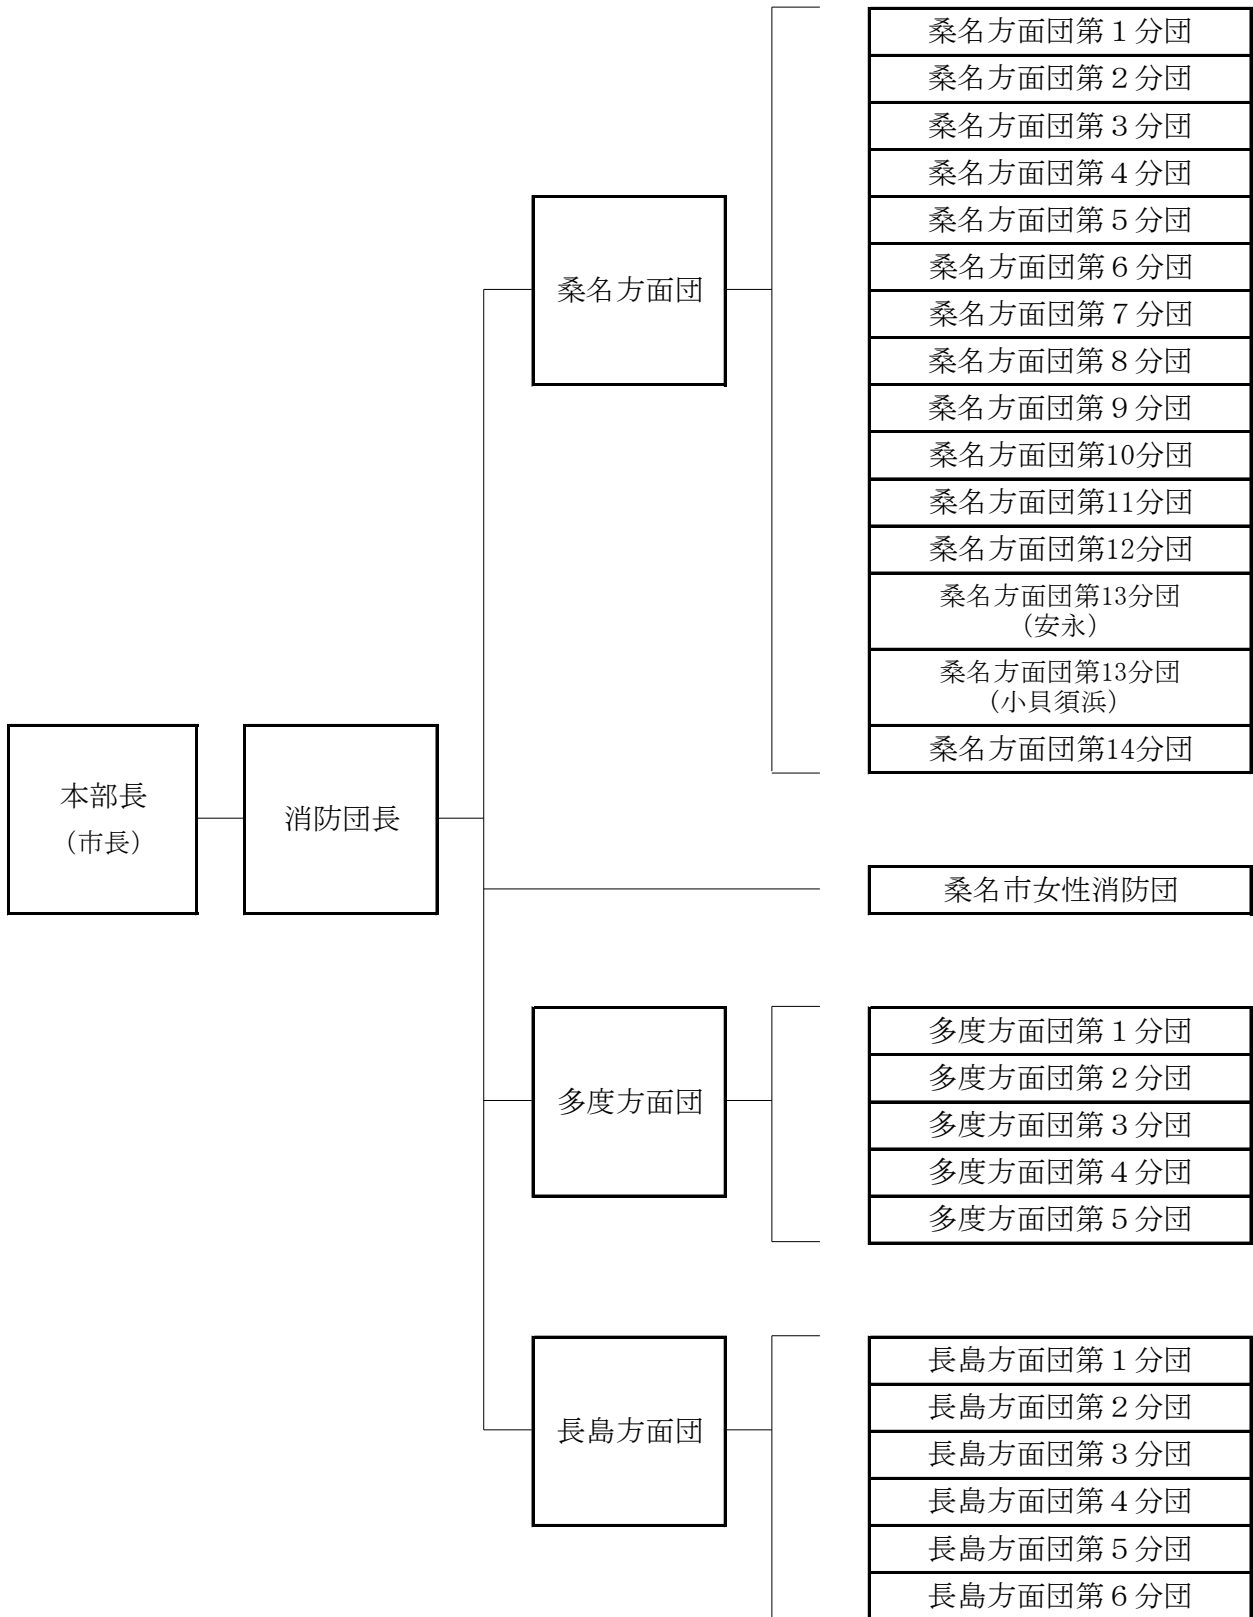 桑名方面団第１分団
桑名方面団第２分団
桑名方面団第３分団
桑名方面団第４分団
桑名方面団第５分団
桑名方面団第６分団
桑名方面団第７分団
桑名方面団第８分団
桑名方面団第９分団
桑名方面団第10分団
桑名方面団第11分団
桑名方面団第12分団
桑名方面団第13分団
（安永）
桑名方面団第13分団
（小貝須浜）
桑名方面団第14分団
桑名方面団
本部長
（市長）
消防団長
桑名市女性消防団
多度方面団
多度方面団第１分団
多度方面団第２分団
多度方面団第３分団
多度方面団第４分団
多度方面団第５分団
長島方面団
長島方面団第１分団
長島方面団第２分団
長島方面団第３分団
長島方面団第４分団
長島方面団第５分団
長島方面団第６分団